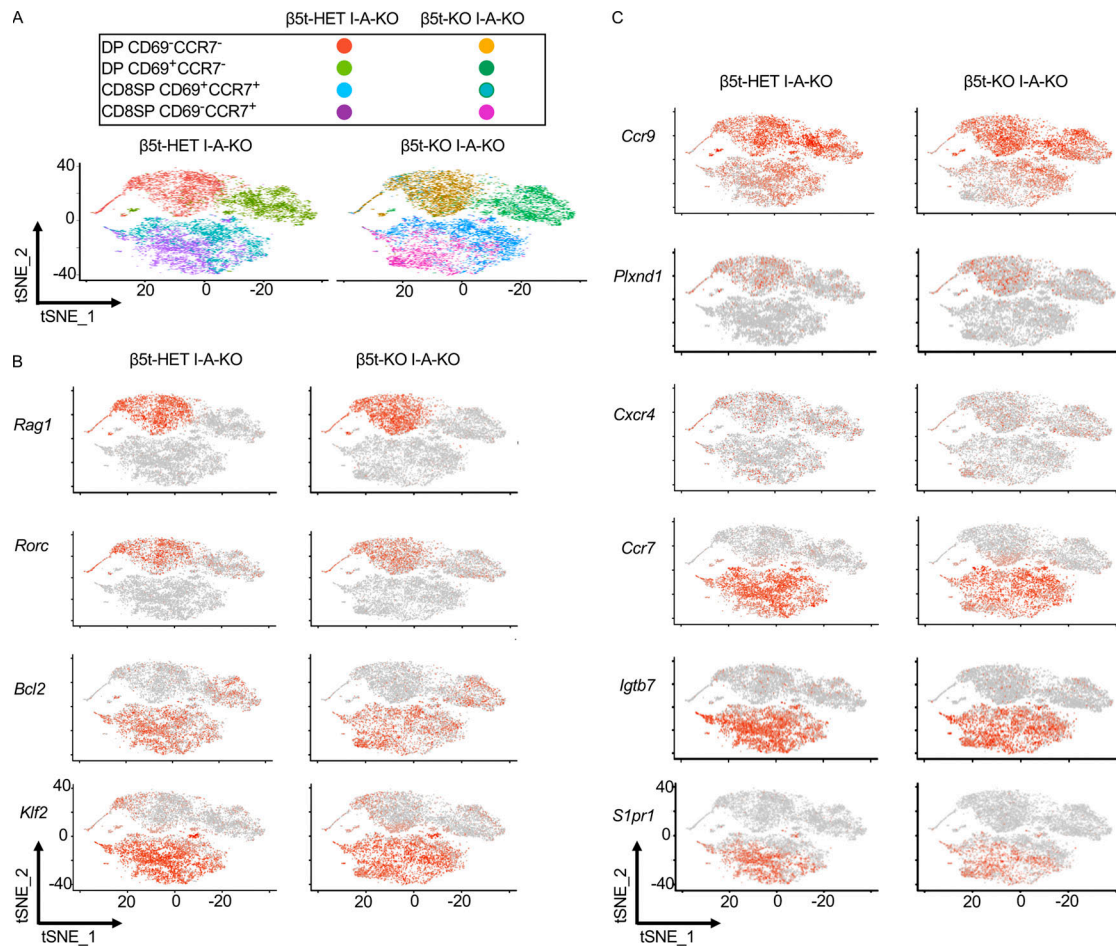 A
β5t-HET I-A-KO β5t-KO I-A-KO
DP CD69⁻CCR7⁻
DP CD69⁺CCR7⁻
CD8SP CD69⁺CCR7⁺
CD8SP CD69⁻CCR7⁺
β5t-HET I-A-KO β5t-KO I-A-KO
40
0
-40
20 0 -20 20 0 -20
tSNE_2
tSNE_1
B
β5t-HET I-A-KO β5t-KO I-A-KO
Rag1
Rorc
Bcl2
Klf2
40
0
-40
20 0 -20 20 0 -20
tSNE_2
tSNE_1
C
β5t-HET I-A-KO β5t-KO I-A-KO
Ccr9
Plxnd1
Cxcr4
Ccr7
Igtb7
S1pr1
40
0
-40
20 0 -20 20 0 -20
tSNE_2
tSNE_1